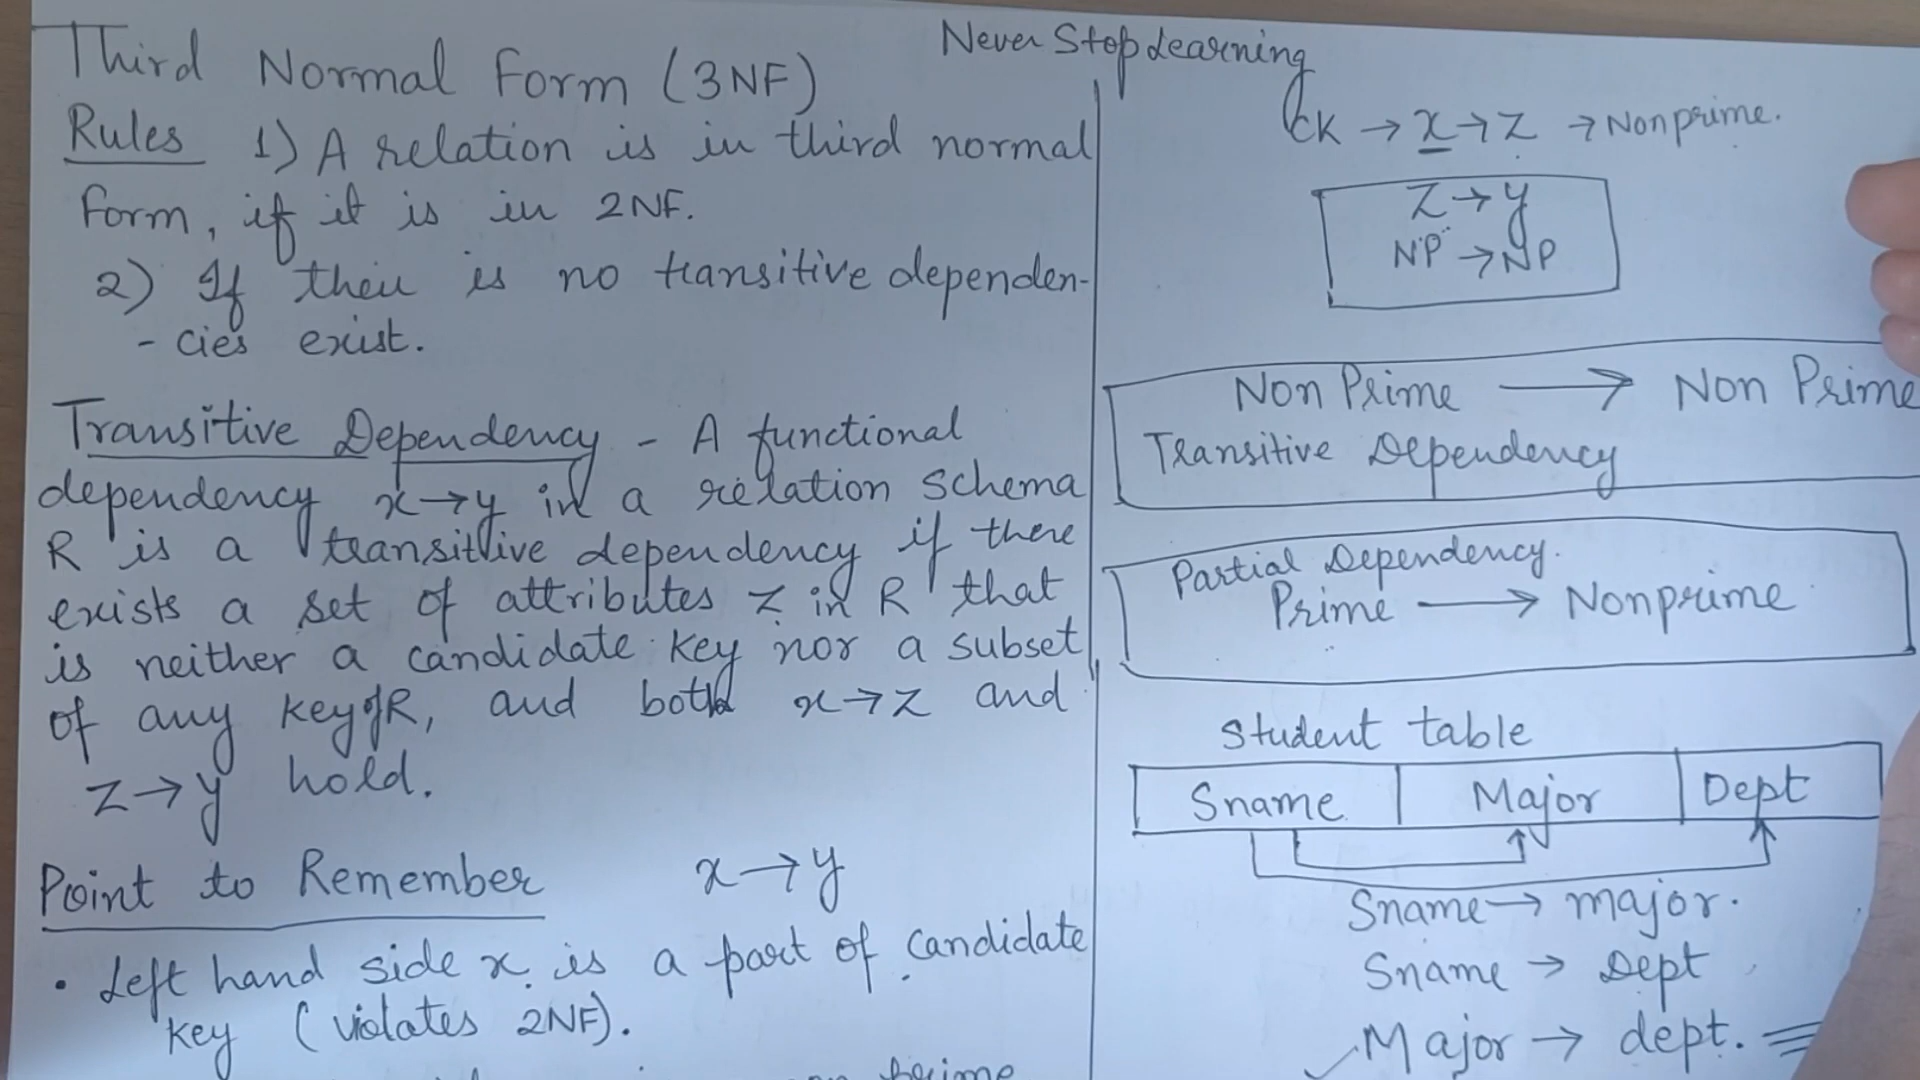 Third Normal Form (3NF)
Rules 1) A relation is in third normal
form, if it is in 2NF.
2) If their is no transitive dependen-
- cies exist.
Transitive Dependency - A functional
dependency x→y in a relation schema
R is a transitive dependency if there
exists a set of attributes z in R that
is neither a candidate key nor a subset
of any key of R, and both x→z and
z→y hold.
Point to Remember x→y
• Left hand side x is a part of candidate
key (violates 2NF).
Never Stop Learning
CK → x→z → Nonprime.
z→y
NP → NP
Non Prime → Non Prime
Transitive Dependency
Partial Dependency.
Prime → Nonprime
Student table
Sname Major Dept
Sname → major.
Sname → Dept
✓Major → dept.